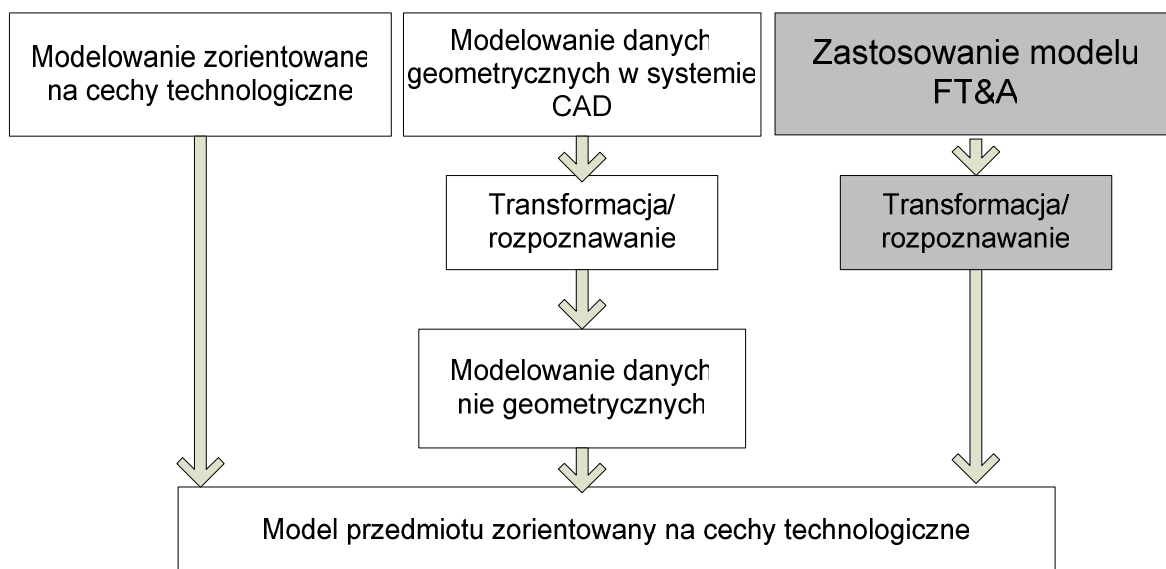 Modelowanie zorientowane
na cechy technologiczne
Modelowanie danych
geometrycznych w systemie
CAD
Zastosowanie modelu
FT&A
Transformacja/
rozpoznawanie
Transformacja/
rozpoznawanie
Modelowanie danych
nie geometrycznych
Model przedmiotu zorientowany na cechy technologiczne